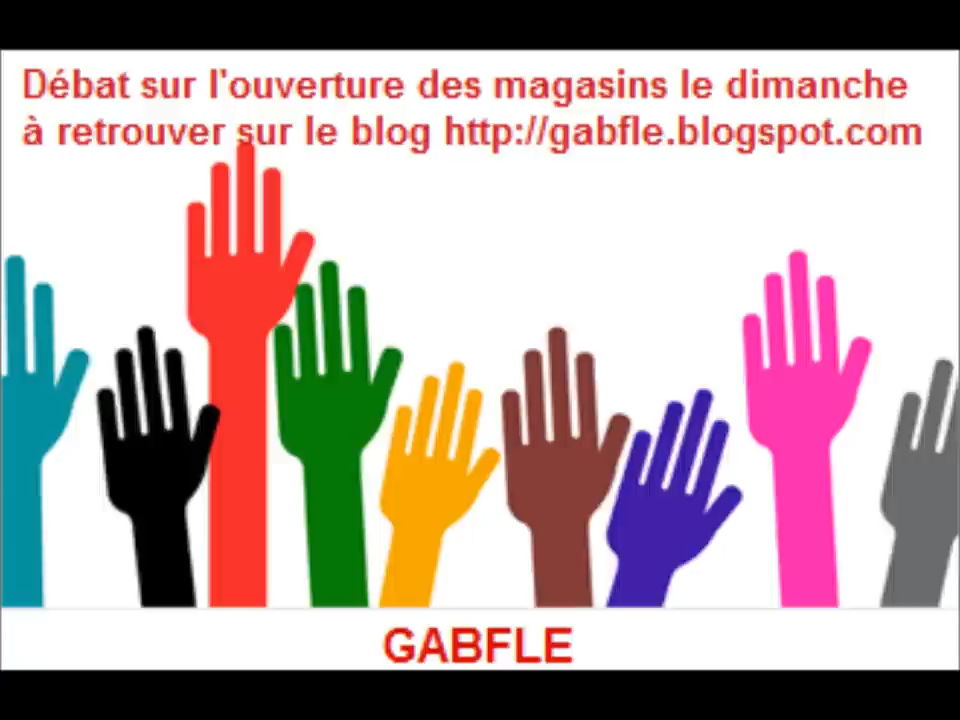 Débat sur l'ouverture des magasins le dimanche
à retrouver sur le blog http://gabfle.blogspot.com
GABFLE